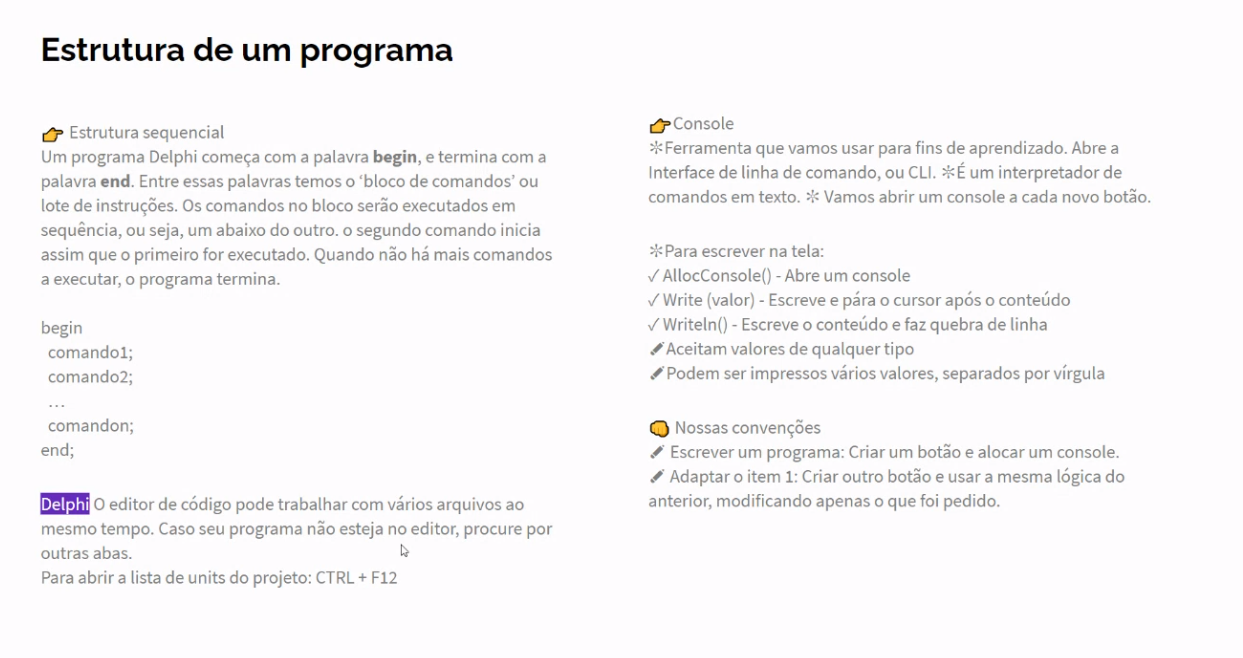 Estrutura de um programa
👉 Estrutura sequencial
Um programa Delphi começa com a palavra begin, e termina com a
palavra end. Entre essas palavras temos o ‘bloco de comandos’ ou
lote de instruções. Os comandos no bloco serão executados em
sequência, ou seja, um abaixo do outro. o segundo comando inicia
assim que o primeiro for executado. Quando não há mais comandos
a executar, o programa termina.
begin
comando1;
comando2;
…
comandon;
end;
Delphi O editor de código pode trabalhar com vários arquivos ao
mesmo tempo. Caso seu programa não esteja no editor, procure por
outras abas.
Para abrir a lista de units do projeto: CTRL + F12
👉Console
✼Ferramenta que vamos usar para fins de aprendizado. Abre a
Interface de linha de comando, ou CLI. ✼É um interpretador de
comandos em texto. ✼ Vamos abrir um console a cada novo botão.
✼Para escrever na tela:
✓ AllocConsole() - Abre um console
✓ Write (valor) - Escreve e pára o cursor após o conteúdo
✓ Writeln() - Escreve o conteúdo e faz quebra de linha
✐Aceitam valores de qualquer tipo
✐Podem ser impressos vários valores, separados por vírgula
👊 Nossas convenções
✐ Escrever um programa: Criar um botão e alocar um console.
✐ Adaptar o item 1: Criar outro botão e usar a mesma lógica do
anterior, modificando apenas o que foi pedido.